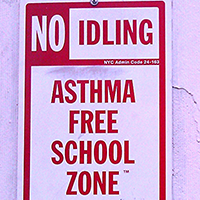 NO IDLING
NYC Admin Code 24-163
ASTHMA
FREE
SCHOOL
ZONE™